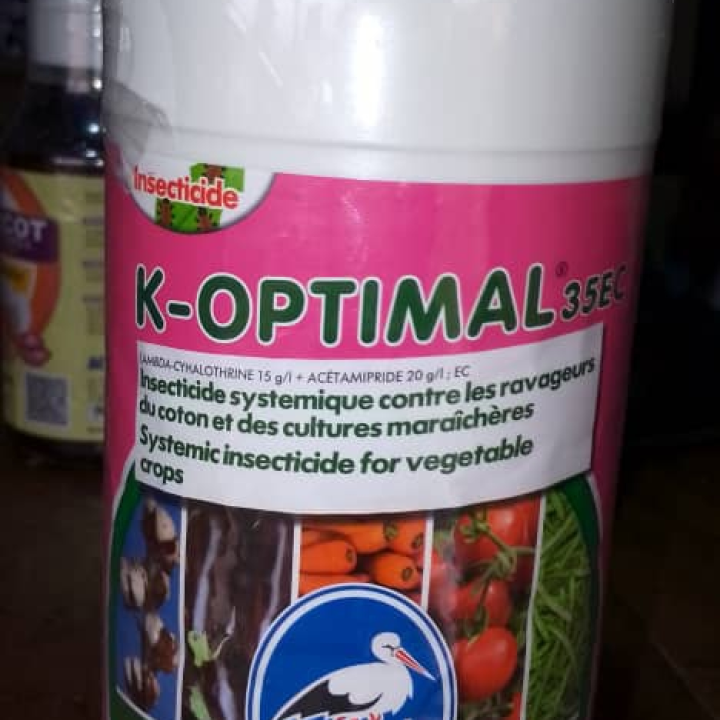 Insecticide
COT
K-OPTIMAL® 35EC
LAMBDA-CYHALOTHRINE 15 g/l + ACÉTAMIPRIDE 20 g/l ; EC
Insecticide systemique contre les ravageurs
du coton et des cultures maraîchères
Systemic insecticide for vegetable
crops